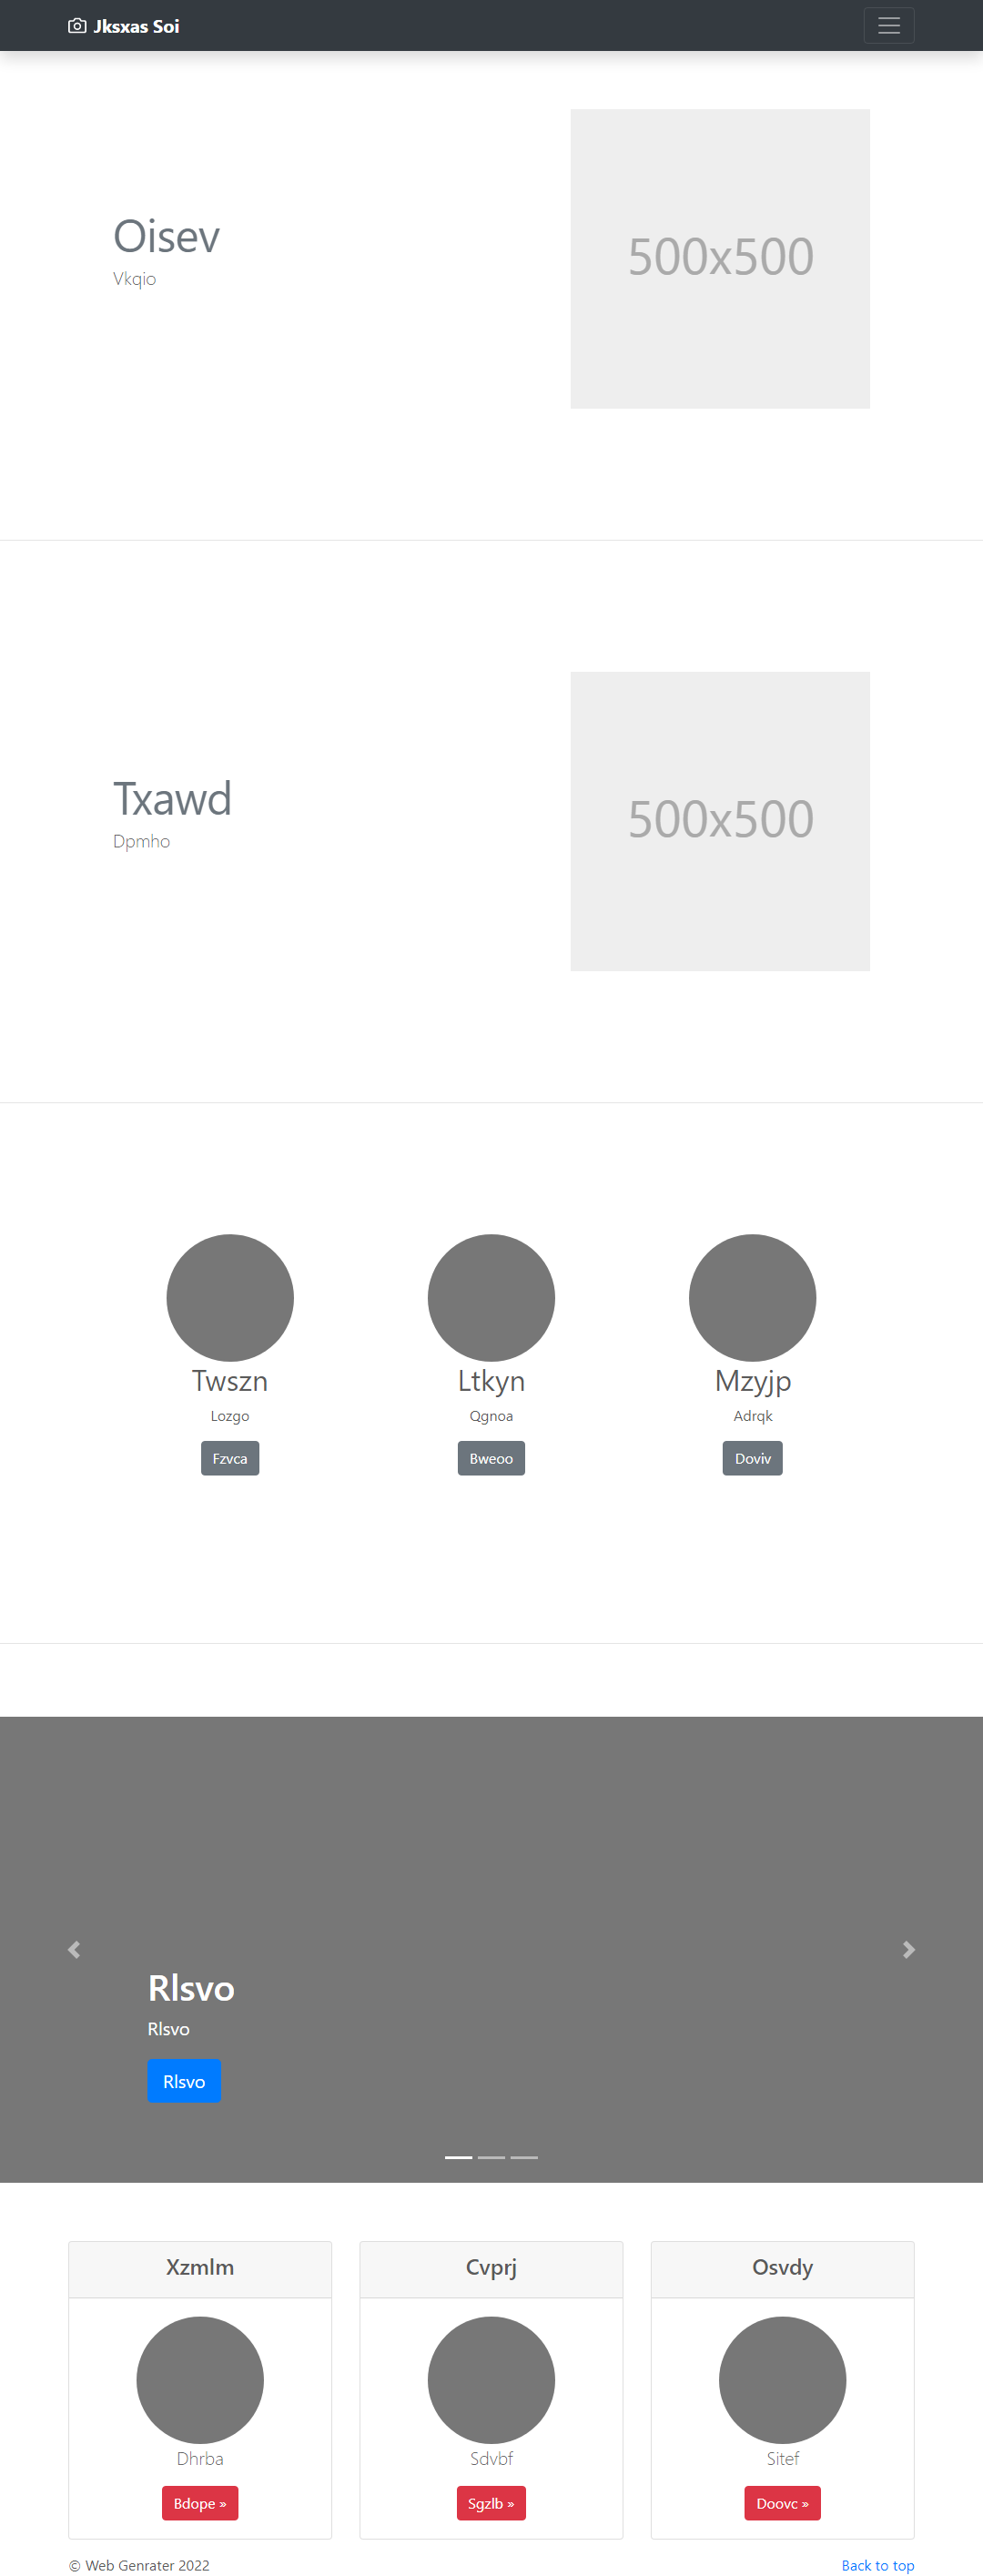 Jksxas Soi
Oisev
Vkqio
500x500
Txawd
Dpmho
500x500
Twszn
Lozgo
Fzvca
Ltkyn
Qgnoa
Bweoo
Mzyjp
Adrqk
Doviv
Rlsvo
Rlsvo
Rlsvo
Xzmlm
Dhrba
Bdope »
Cvprj
Sdvbf
Sgzlb »
Osvdy
Sitef
Doovc »
© Web Genrater 2022
Back to top